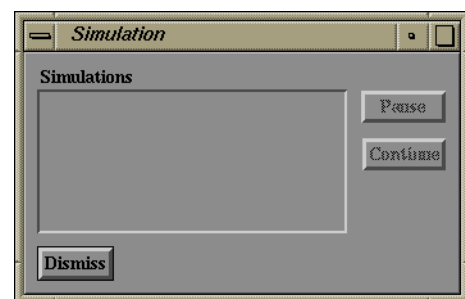 Simulation
Simulations
Pause
Continue
Dismiss